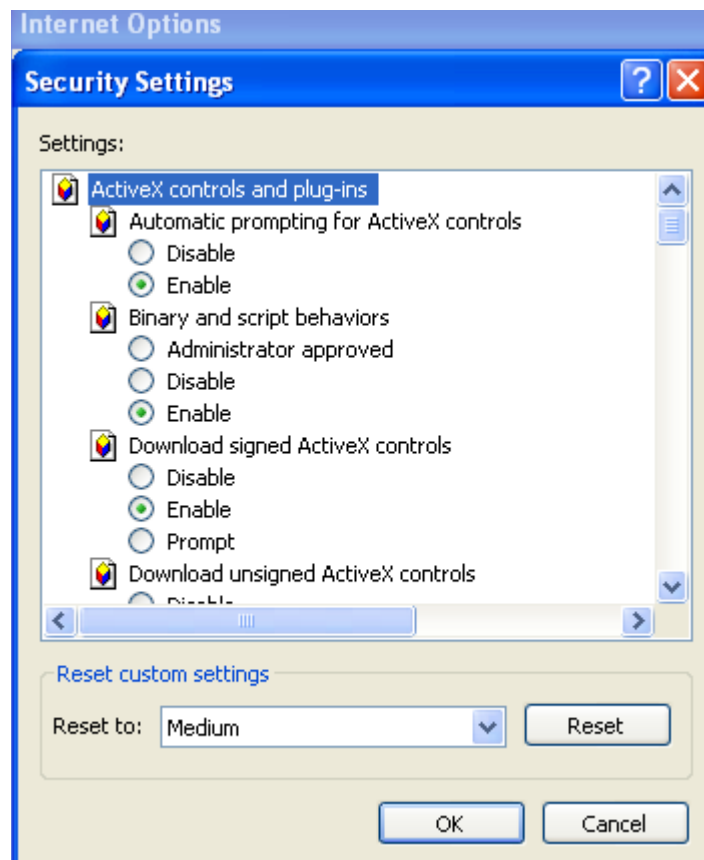 Internet Options
Security Settings
Settings:
ActiveX controls and plug-ins
Automatic prompting for ActiveX controls
Disable
Enable
Binary and script behaviors
Administrator approved
Disable
Enable
Download signed ActiveX controls
Disable
Enable
Prompt
Download unsigned ActiveX controls
Reset custom settings
Reset to: Medium Reset
OK Cancel